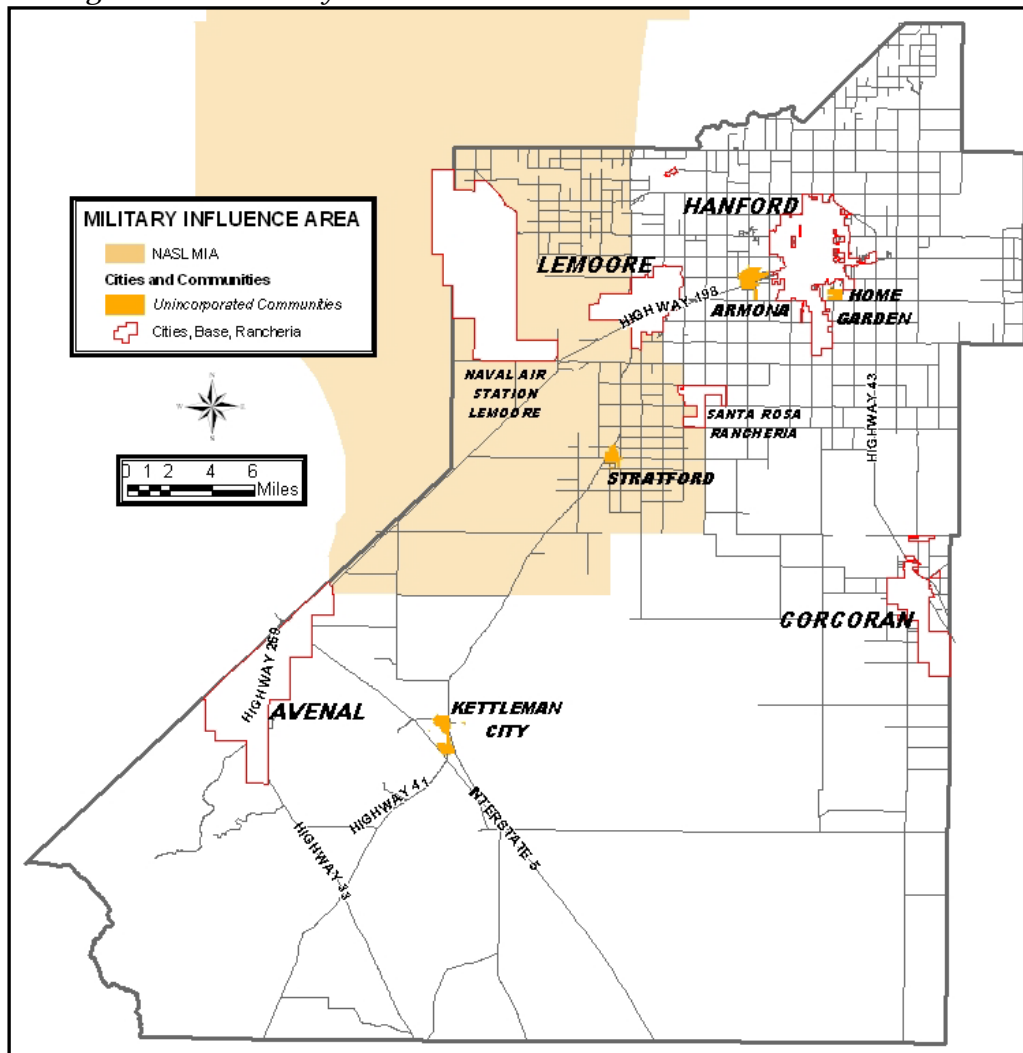 MILITARY INFLUENCE AREA
NASL MIA
Cities and Communities
Unincorporated Communities
Cities, Base, Rancheria
N
W
E
S
0 1 2 4 6
Miles
HANFORD
LEMOORE
HIGHWAY-198
ARMONA
HOME
GARDEN
NAVAL AIR
STATION
LEMOORE
SANTA ROSA
RANCHERIA
HIGHWAY-43
STRATFORD
CORCORAN
HIGHWAY 269
AVENAL
KETTLEMAN
CITY
HIGHWAY 41
INTERSTATE-5
HIGHWAY-33